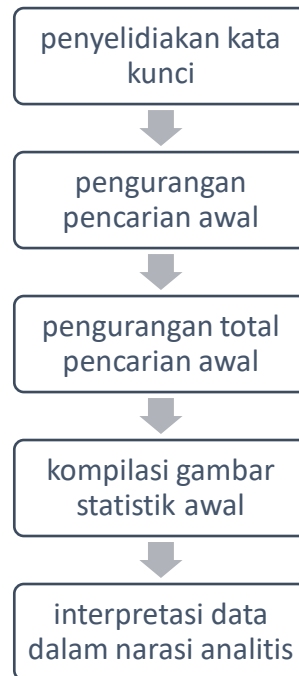 penyelidiakan kata
kunci
pengurangan
pencarian awal
pengurangan total
pencarian awal
kompilasi gambar
statistik awal
interpretasi data
dalam narasi analitis